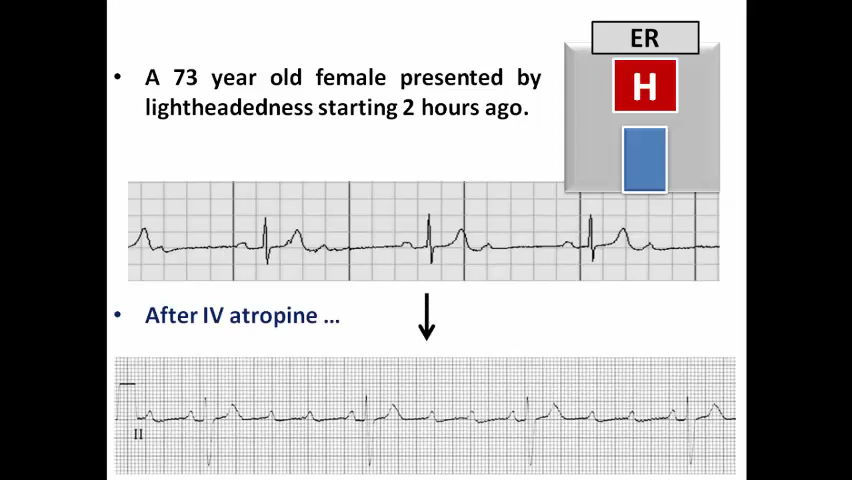 ER
H
• A 73 year old female presented by
lightheadedness starting 2 hours ago.
• After IV atropine ...
II